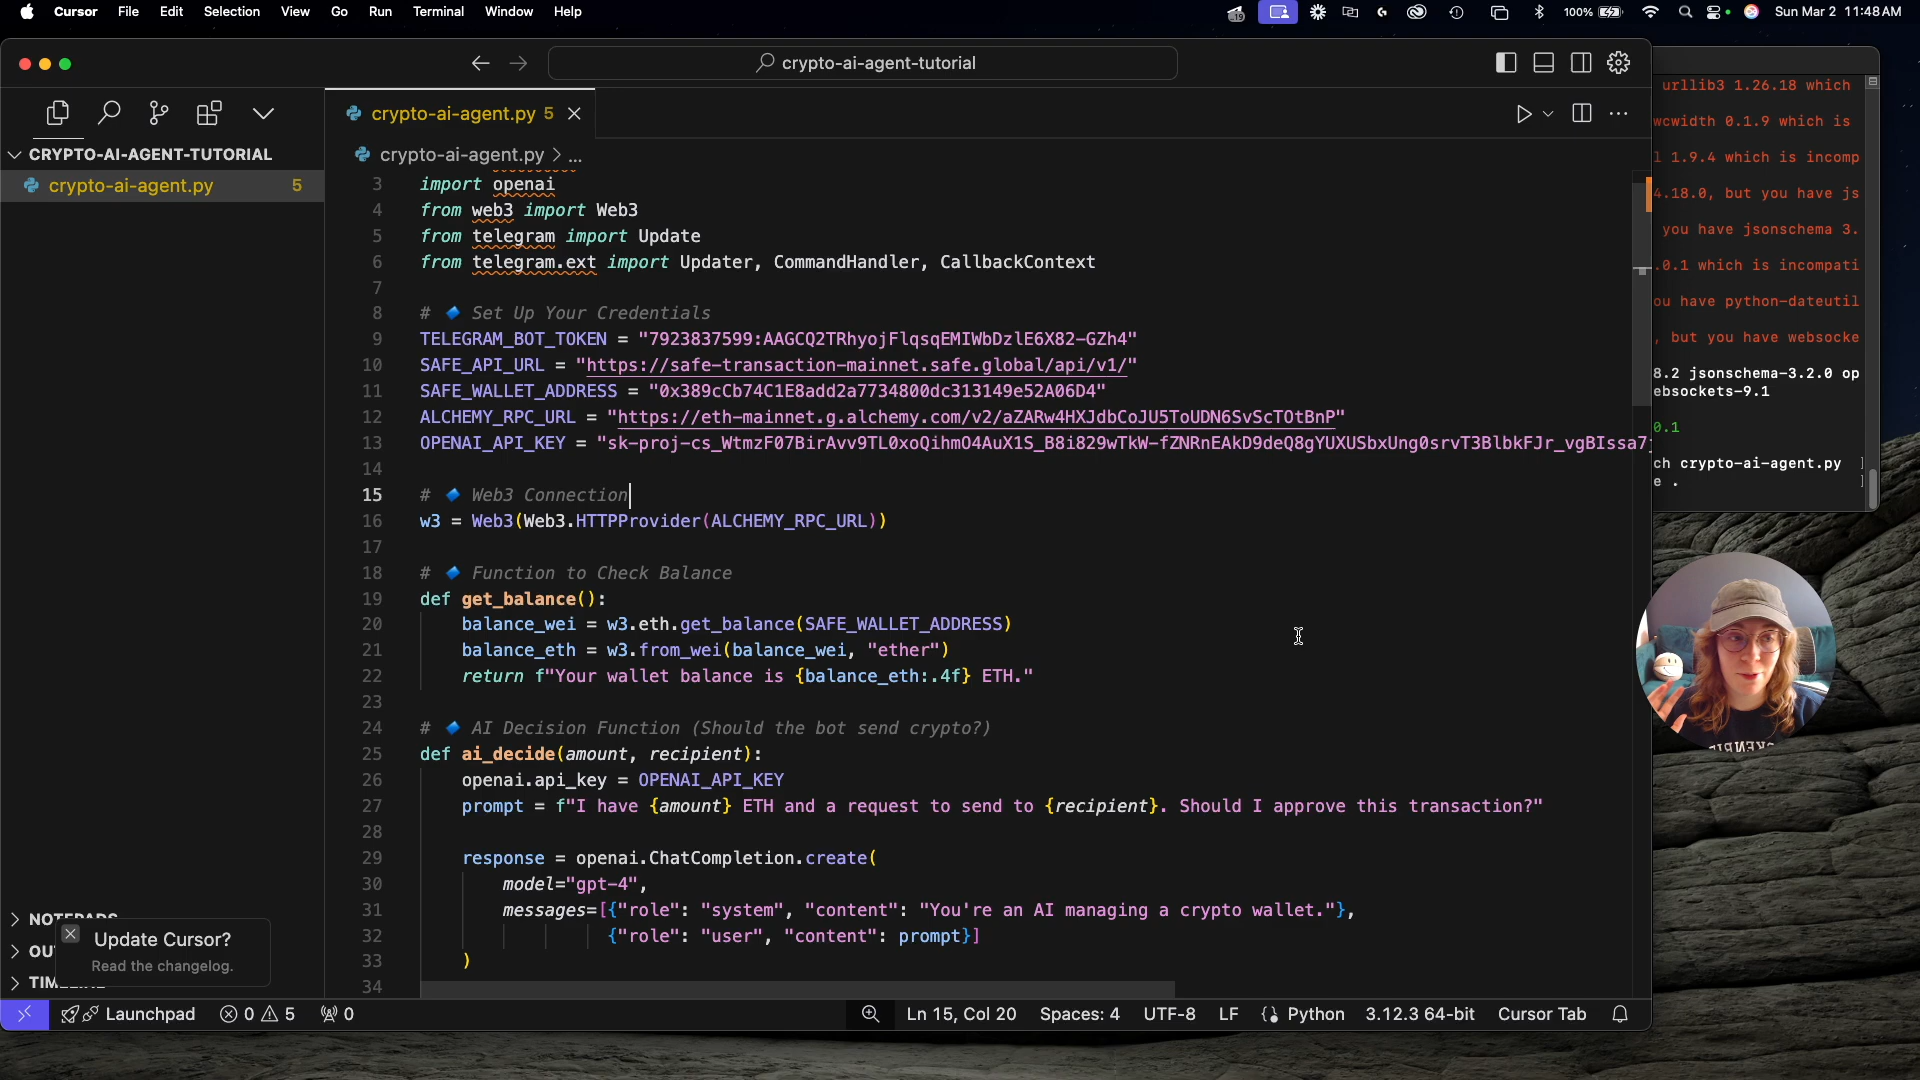 Cursor File Edit Selection View Go Run Terminal Window Help
100% Sun Mar 2 11:48 AM
crypto-ai-agent-tutorial
crypto-ai-agent.py 5
CRYPTO-AI-AGENT-TUTORIAL
crypto-ai-agent.py 5
crypto-ai-agent.py > ...
3 import openai
4 from web3 import Web3
5 from telegram import Update
6 from telegram.ext import Updater, CommandHandler, CallbackContext
7
8 # Set Up Your Credentials
9 TELEGRAM_BOT_TOKEN = "7923837599:AAGCQ2TRhyojFlqsqEMIWbDzlE6X82-GZh4"
10 SAFE_API_URL = "https://safe-transaction-mainnet.safe.global/api/v1/"
11 SAFE_WALLET_ADDRESS = "0x389cCb74C1E8add2a7734800dc313149e52A06D4"
12 ALCHEMY_RPC_URL = "https://eth-mainnet.g.alchemy.com/v2/aZARw4HXJdbCoJU5ToUDN6SvScTOtBnP"
13 OPENAI_API_KEY = "sk-proj-cs_WtmzF07BirAvv9TL0xoQihmO4AuX1S_B8i829wTkW-fZNRnEAkD9deQ8gYUXUSbxUng0srvT3BlbkFJr_vgBIssa7
14
15 # Web3 Connection
16 w3 = Web3(Web3.HTTPProvider(ALCHEMY_RPC_URL))
17
18 # Function to Check Balance
19 def get_balance():
20 balance_wei = w3.eth.get_balance(SAFE_WALLET_ADDRESS)
21 balance_eth = w3.from_wei(balance_wei, "ether")
22 return f"Your wallet balance is {balance_eth:.4f} ETH."
23
24 # AI Decision Function (Should the bot send crypto?)
25 def ai_decide(amount, recipient):
26 openai.api_key = OPENAI_API_KEY
27 prompt = f"I have {amount} ETH and a request to send to {recipient}. Should I approve this transaction?"
28
29 response = openai.ChatCompletion.create(
30 model="gpt-4",
31 messages=[{"role": "system", "content": "You're an AI managing a crypto wallet."},
32 {"role": "user", "content": prompt}]
33 )
34
urllib3 1.26.18 which
wcwidth 0.1.9 which is
l 1.9.4 which is incomp
4.18.0, but you have js
you have jsonschema 3.
.0.1 which is incompati
ou have python-dateutil
, but you have websocke
8.2 jsonschema-3.2.0 op
ebsockets-9.1
0.1
ch crypto-ai-agent.py ]
e . ]
Update Cursor?
Read the changelog.
Launchpad 0 5 0
Ln 15, Col 20 Spaces: 4 UTF-8 LF Python 3.12.3 64-bit Cursor Tab